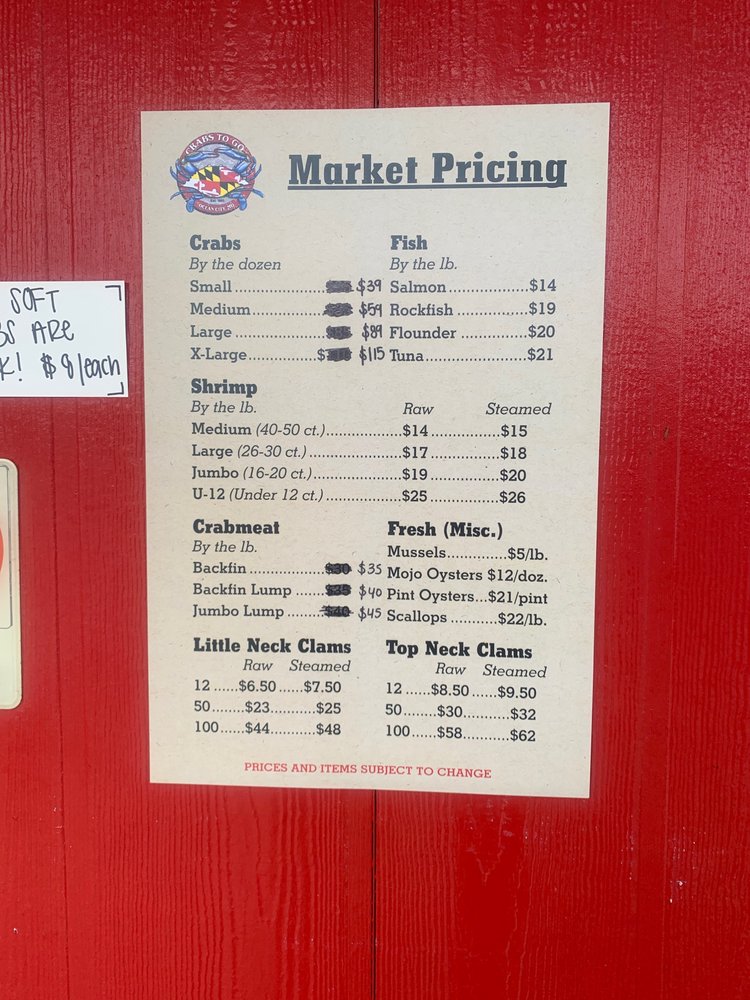 CRABS TO GO
OCEAN CITY, MD
Market Pricing
Crabs
By the dozen
Small $39
Medium $59
Large $89
X-Large $115
Fish
By the lb.
Salmon $14
Rockfish $19
Flounder $20
Tuna $21
Shrimp
By the lb. Raw Steamed
Medium (40-50 ct.) $14 $15
Large (26-30 ct.) $17 $18
Jumbo (16-20 ct.) $19 $20
U-12 (Under 12 ct.) $25 $26
Crabmeat
By the lb.
Backfin $30 $35
Backfin Lump $35 $40
Jumbo Lump $40 $45
Fresh (Misc.)
Mussels $5/lb.
Mojo Oysters $12/doz.
Pint Oysters...$21/pint
Scallops $22/lb.
Little Neck Clams
Raw Steamed
12 $6.50 $7.50
50 $23 $25
100 $44 $48
Top Neck Clams
Raw Steamed
12 $8.50 $9.50
50 $30 $32
100 $58 $62
PRICES AND ITEMS SUBJECT TO CHANGE
SOFT
BS ARE
K! $8/each